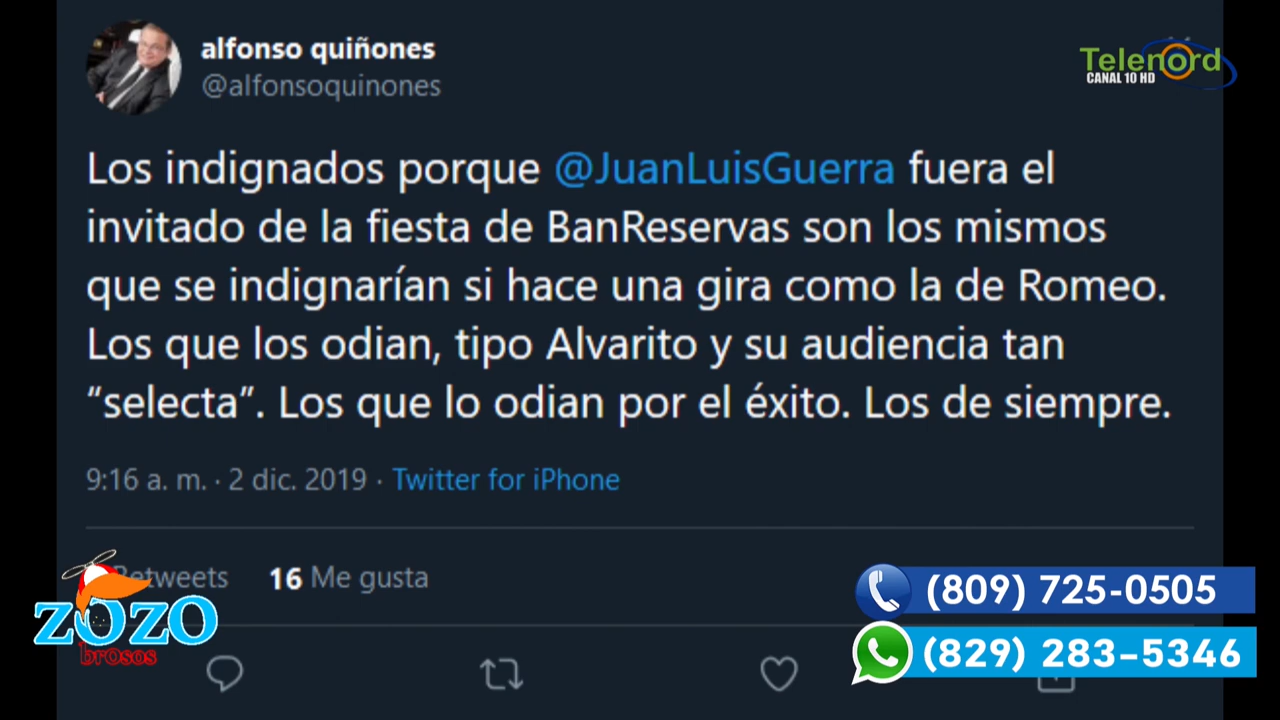 alfonso quiñones
@alfonsoquinones
Telenord
CANAL 10 HD
Los indignados porque @JuanLuisGuerra fuera el
invitado de la fiesta de BanReservas son los mismos
que se indignarían si hace una gira como la de Romeo.
Los que los odian, tipo Alvarito y su audiencia tan
“selecta”. Los que lo odian por el éxito. Los de siempre.
9:16 a. m. · 2 dic. 2019 · Twitter for iPhone
Retweets 16 Me gusta
zozo
brosos
(809) 725-0505
(829) 283-5346